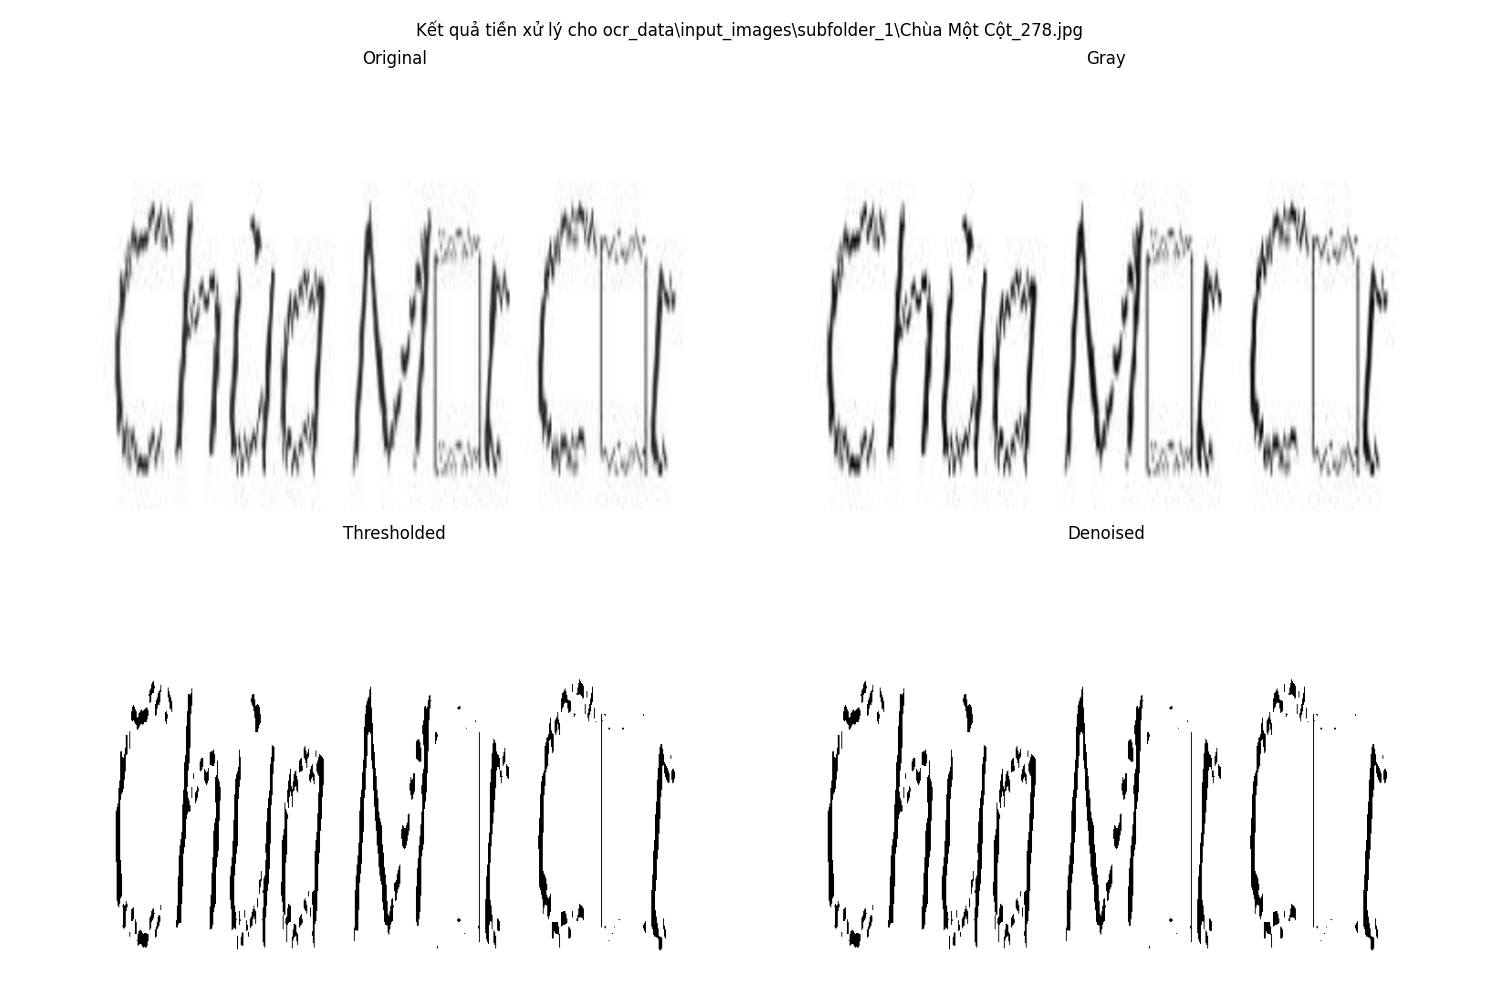 Kết quả tiền xử lý cho ocr_data\input_images\subfolder_1\Chùa Một Cột_278.jpg
Original
Gray
Chùa M□t C□t
Chùa M□t C□t
Thresholded
Denoised
Chùa M□t C□t
Chùa M□t C□t